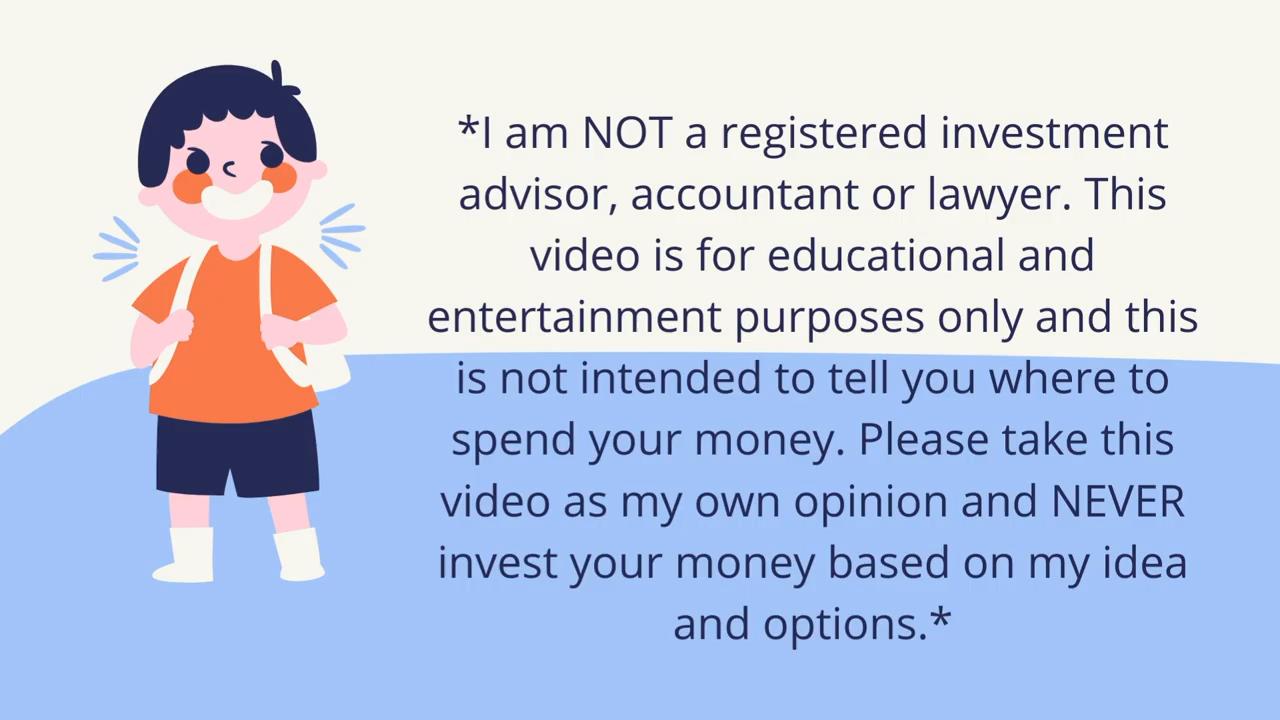 *I am NOT a registered investment
advisor, accountant or lawyer. This
video is for educational and
entertainment purposes only and this
is not intended to tell you where to
spend your money. Please take this
video as my own opinion and NEVER
invest your money based on my idea
and options.*